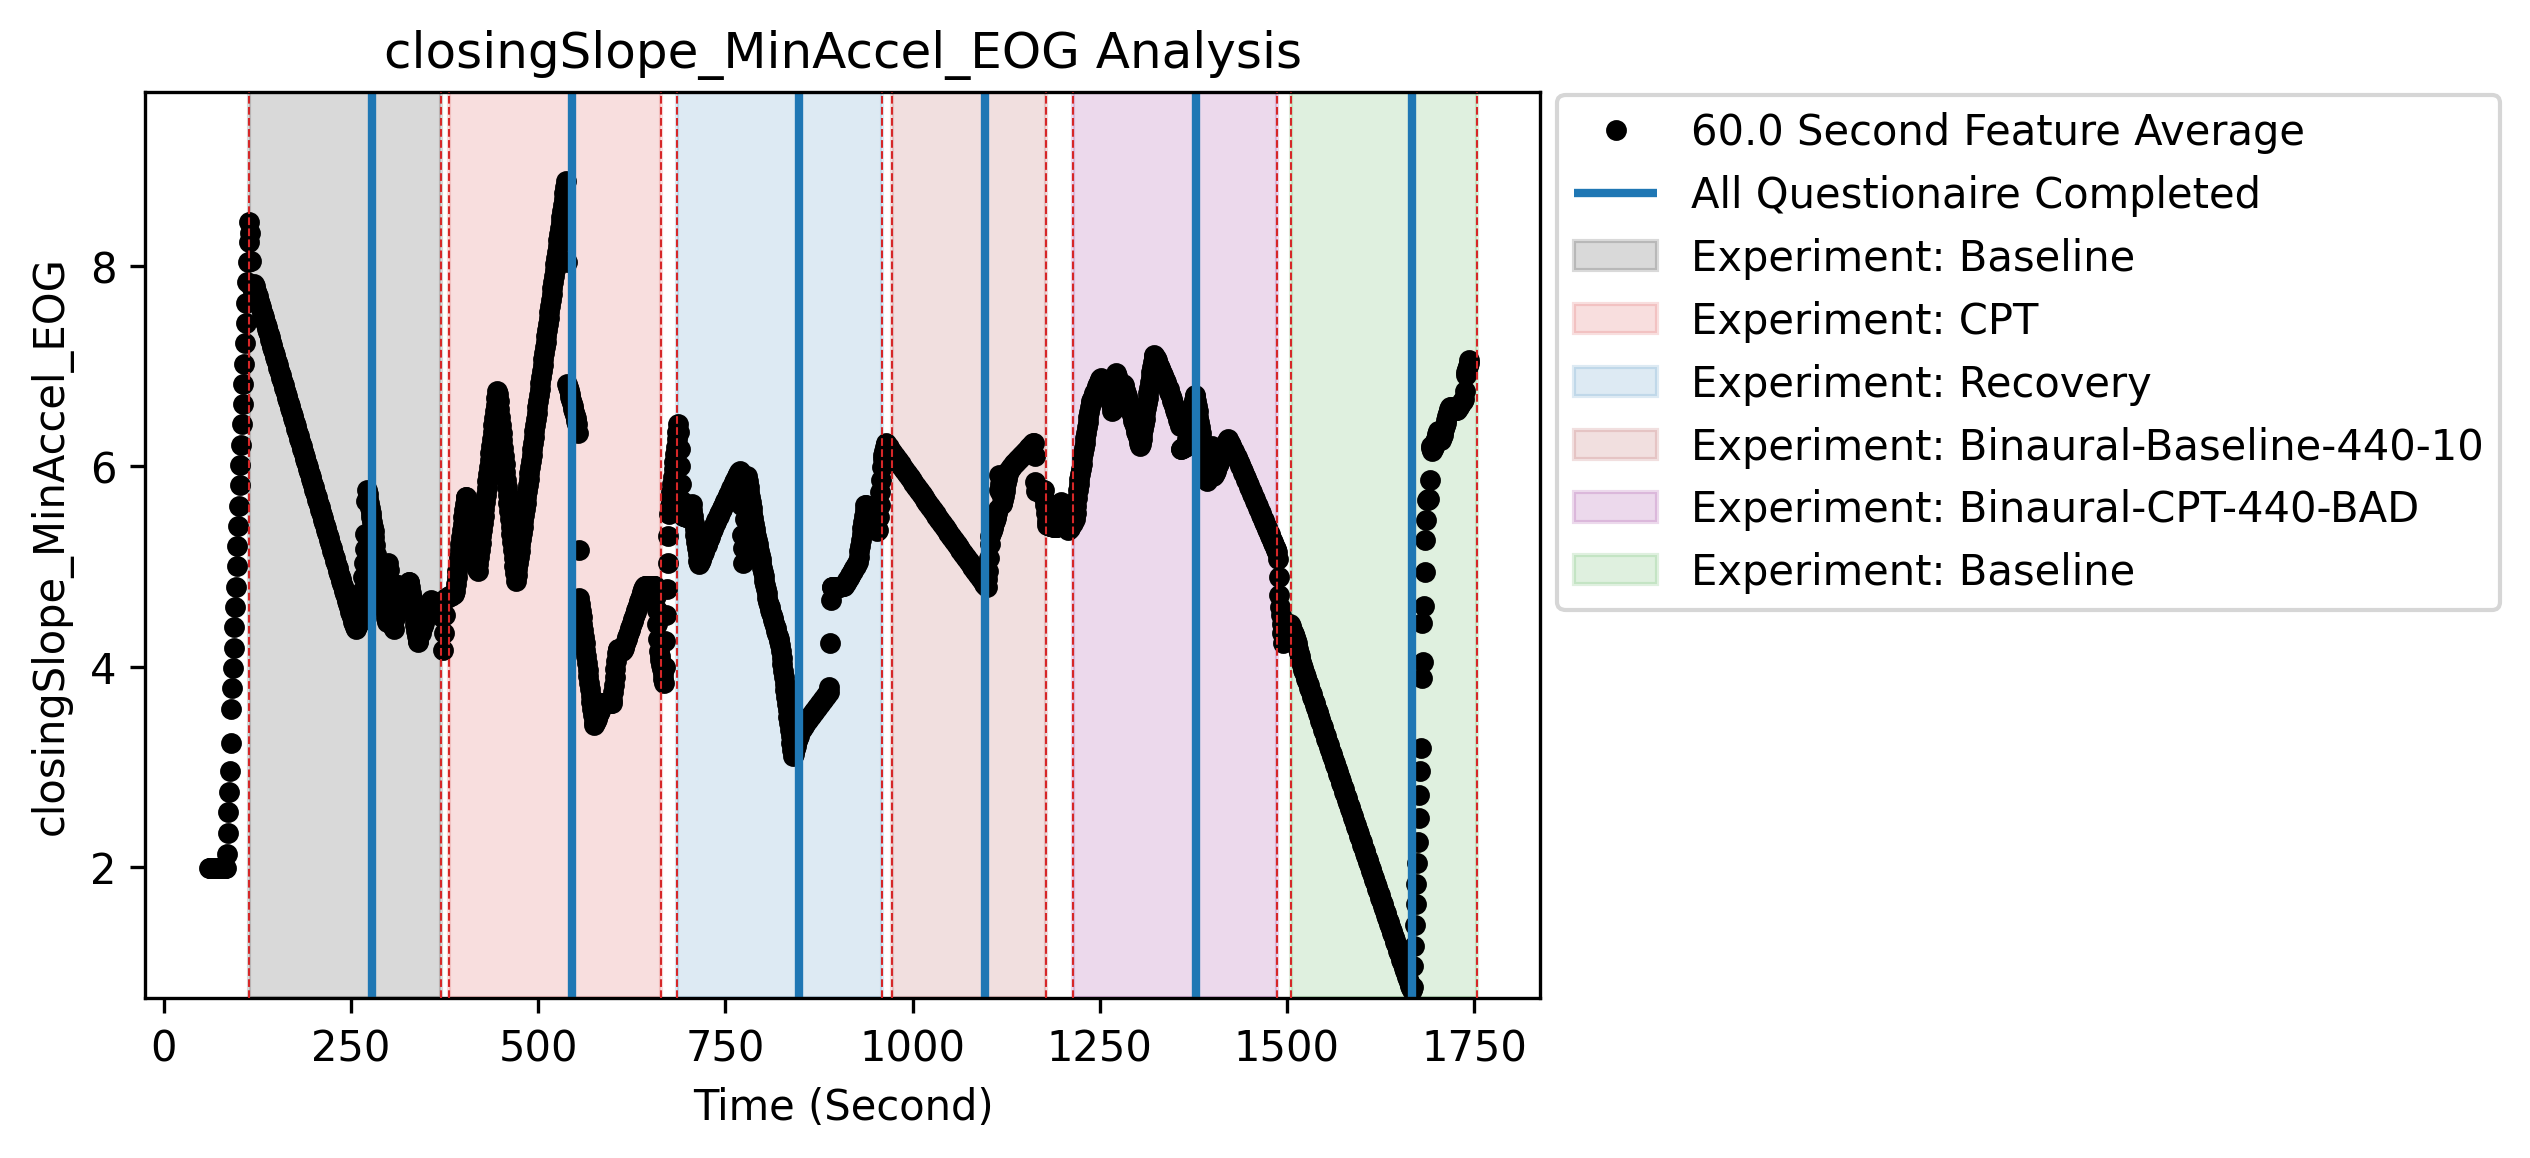 closingSlope_MinAccel_EOG Analysis
closingSlope_MinAccel_EOG
8
6
4
2
0 250 500 750 1000 1250 1500 1750
Time (Second)
60.0 Second Feature Average
All Questionaire Completed
Experiment: Baseline
Experiment: CPT
Experiment: Recovery
Experiment: Binaural-Baseline-440-10
Experiment: Binaural-CPT-440-BAD
Experiment: Baseline